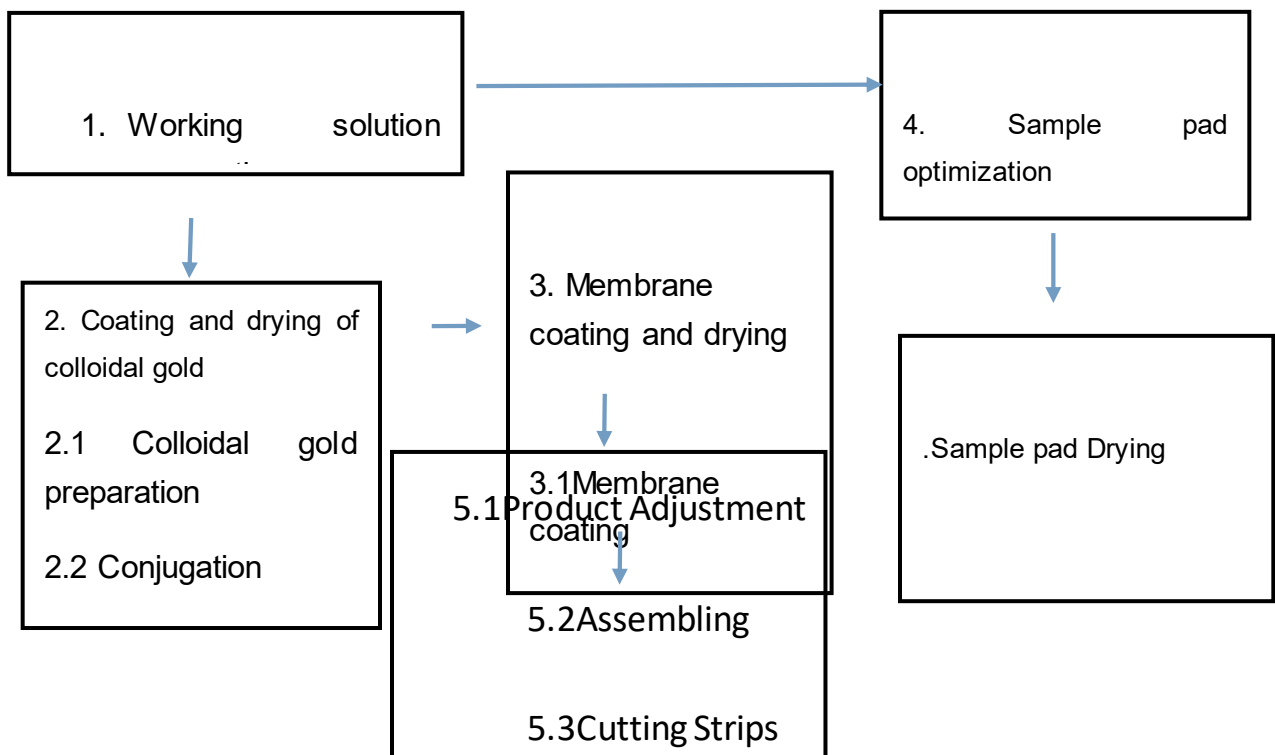 1. Working solution
4. Sample pad
optimization
2. Coating and drying of
colloidal gold
2.1 Colloidal gold
preparation
2.2 Conjugation
3. Membrane
coating and drying
3.1Membrane
coating
.Sample pad Drying
5.1Product Adjustment
5.2Assembling
5.3Cutting Strips